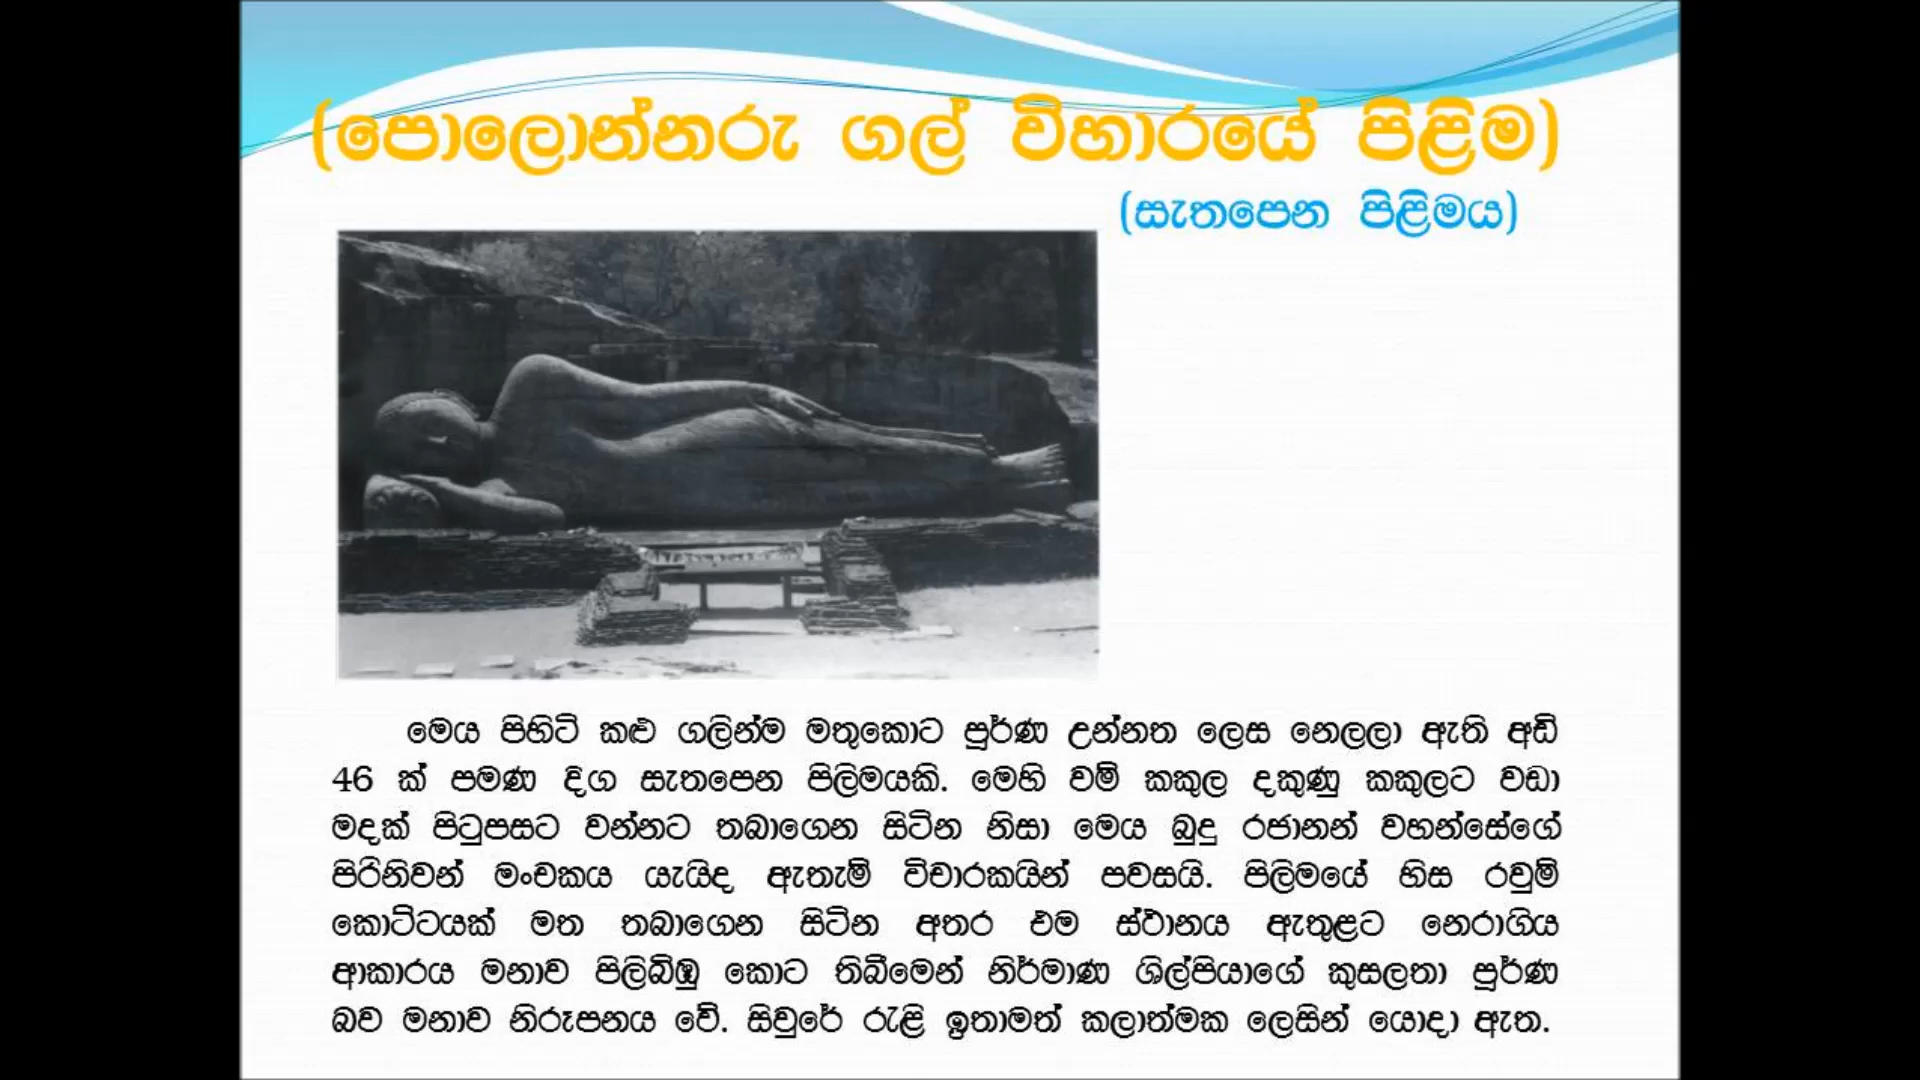 (පොලොන්නරු ගල් විහාරයේ පිළිම)
(සැතපෙන පිළිමය)
මෙය පිහිටි කළු ගලින්ම මතුකොට පුර්ණ උන්නත ලෙස නෙලලා ඇති අඩි
46 ක් පමණ දිග සැතපෙන පිලිමයකි. මෙහි වම් කකුල දකුණු කකුලට වඩා
මදක් පිටුපසට වන්නට තබාගෙන සිටින නිසා මෙය බුදු රජානන් වහන්සේගේ
පිරිනිවන් මංචකය යැයිද ඇතැම් විචාරකයින් පවසයි. පිලිමයේ හිස රවුම්
කොට්ටයක් මත තබාගෙන සිටින අතර එම ස්ථානය ඇතුළට නෙරාගිය
ආකාරය මනාව පිලිබිඹු කොට තිබීමෙන් නිර්මාණ ශිල්පියාගේ කුසලතා පුර්ණ
බව මනාව නිරූපනය වේ. සිවුරේ රැළි ඉතාමත් කලාත්මක ලෙසින් යොදා ඇත.